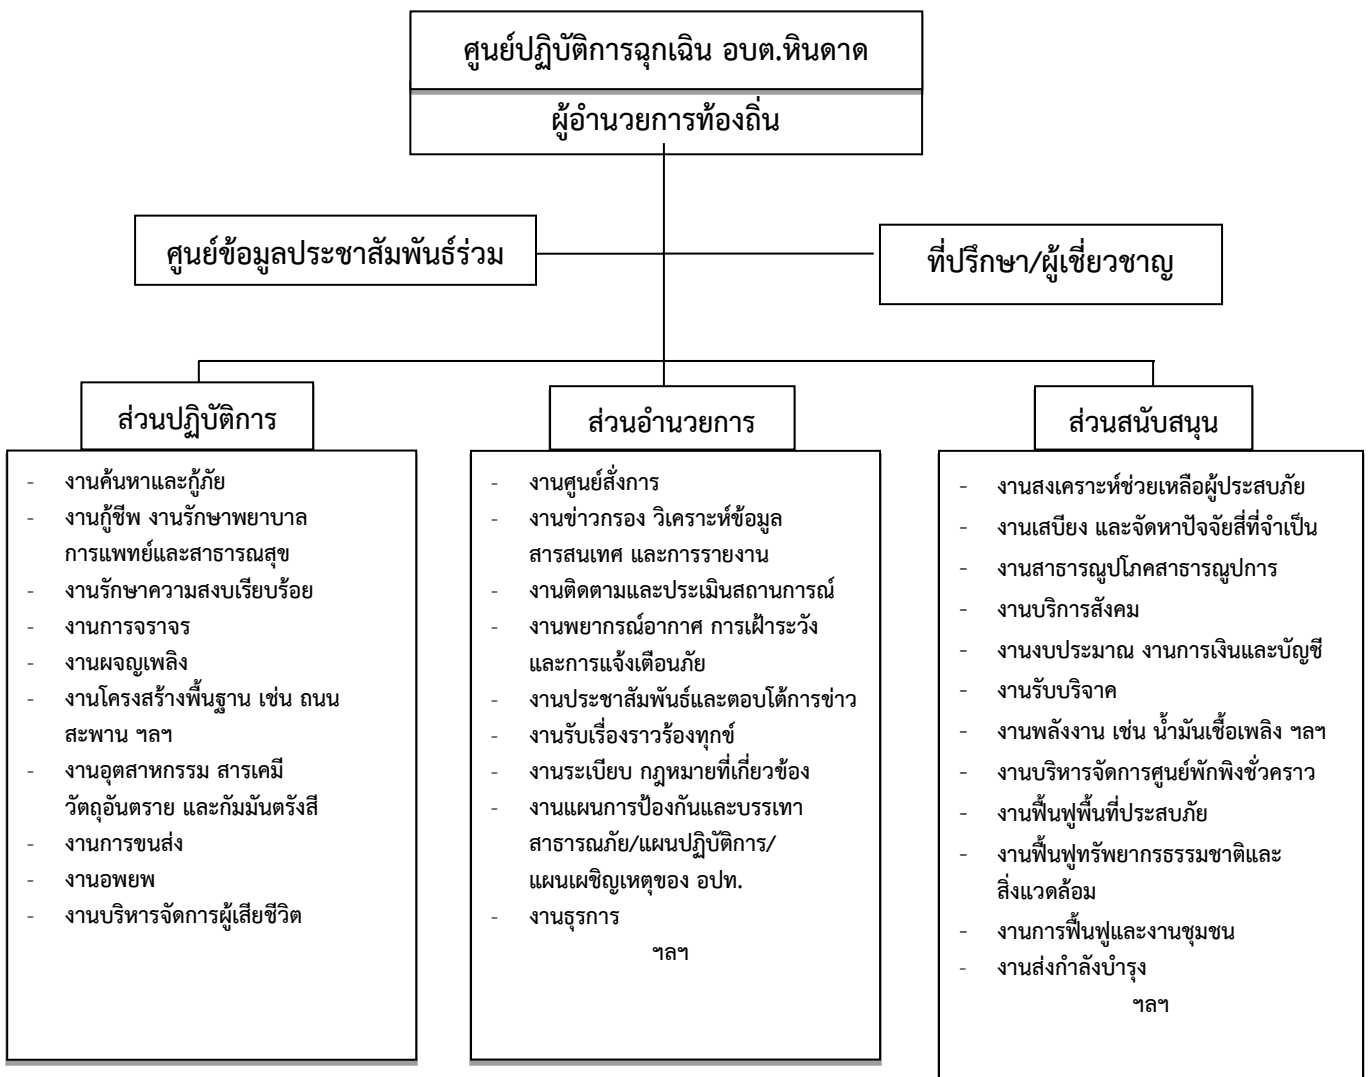 ศูนย์ปฏิบัติการฉุกเฉิน อบต.หินดาด
ผู้อำนวยการท้องถิ่น
ศูนย์ข้อมูลประชาสัมพันธ์ร่วม
ที่ปรึกษา/ผู้เชี่ยวชาญ
ส่วนปฏิบัติการ
- งานค้นหาและกู้ภัย
- งานกู้ชีพ งานรักษาพยาบาล
การแพทย์และสาธารณสุข
- งานรักษาความสงบเรียบร้อย
- งานการจราจร
- งานผจญเพลิง
- งานโครงสร้างพื้นฐาน เช่น ถนน
สะพาน ฯลฯ
- งานอุตสาหกรรม สารเคมี
วัตถุอันตราย และกัมมันตรังสี
- งานการขนส่ง
- งานอพยพ
- งานบริหารจัดการผู้เสียชีวิต
ส่วนอำนวยการ
- งานศูนย์สั่งการ
- งานข่าวกรอง วิเคราะห์ข้อมูล
สารสนเทศ และการรายงาน
- งานติดตามและประเมินสถานการณ์
- งานพยากรณ์อากาศ การเฝ้าระวัง
และการแจ้งเตือนภัย
- งานประชาสัมพันธ์และตอบโต้การข่าว
- งานรับเรื่องราวร้องทุกข์
- งานระเบียบ กฎหมายที่เกี่ยวข้อง
- งานแผนการป้องกันและบรรเทา
สาธารณภัย/แผนปฏิบัติการ/
แผนเผชิญเหตุของ อปท.
- งานธุรการ
ฯลฯ
ส่วนสนับสนุน
- งานสงเคราะห์ช่วยเหลือผู้ประสบภัย
- งานเสบียง และจัดหาปัจจัยสี่ที่จำเป็น
- งานสาธารณูปโภคสาธารณูปการ
- งานบริการสังคม
- งานงบประมาณ งานการเงินและบัญชี
- งานรับบริจาค
- งานพลังงาน เช่น น้ำมันเชื้อเพลิง ฯลฯ
- งานบริหารจัดการศูนย์พักพิงชั่วคราว
- งานฟื้นฟูพื้นที่ประสบภัย
- งานฟื้นฟูทรัพยากรธรรมชาติและ
สิ่งแวดล้อม
- งานการฟื้นฟูและงานชุมชน
- งานส่งกำลังบำรุง
ฯลฯ